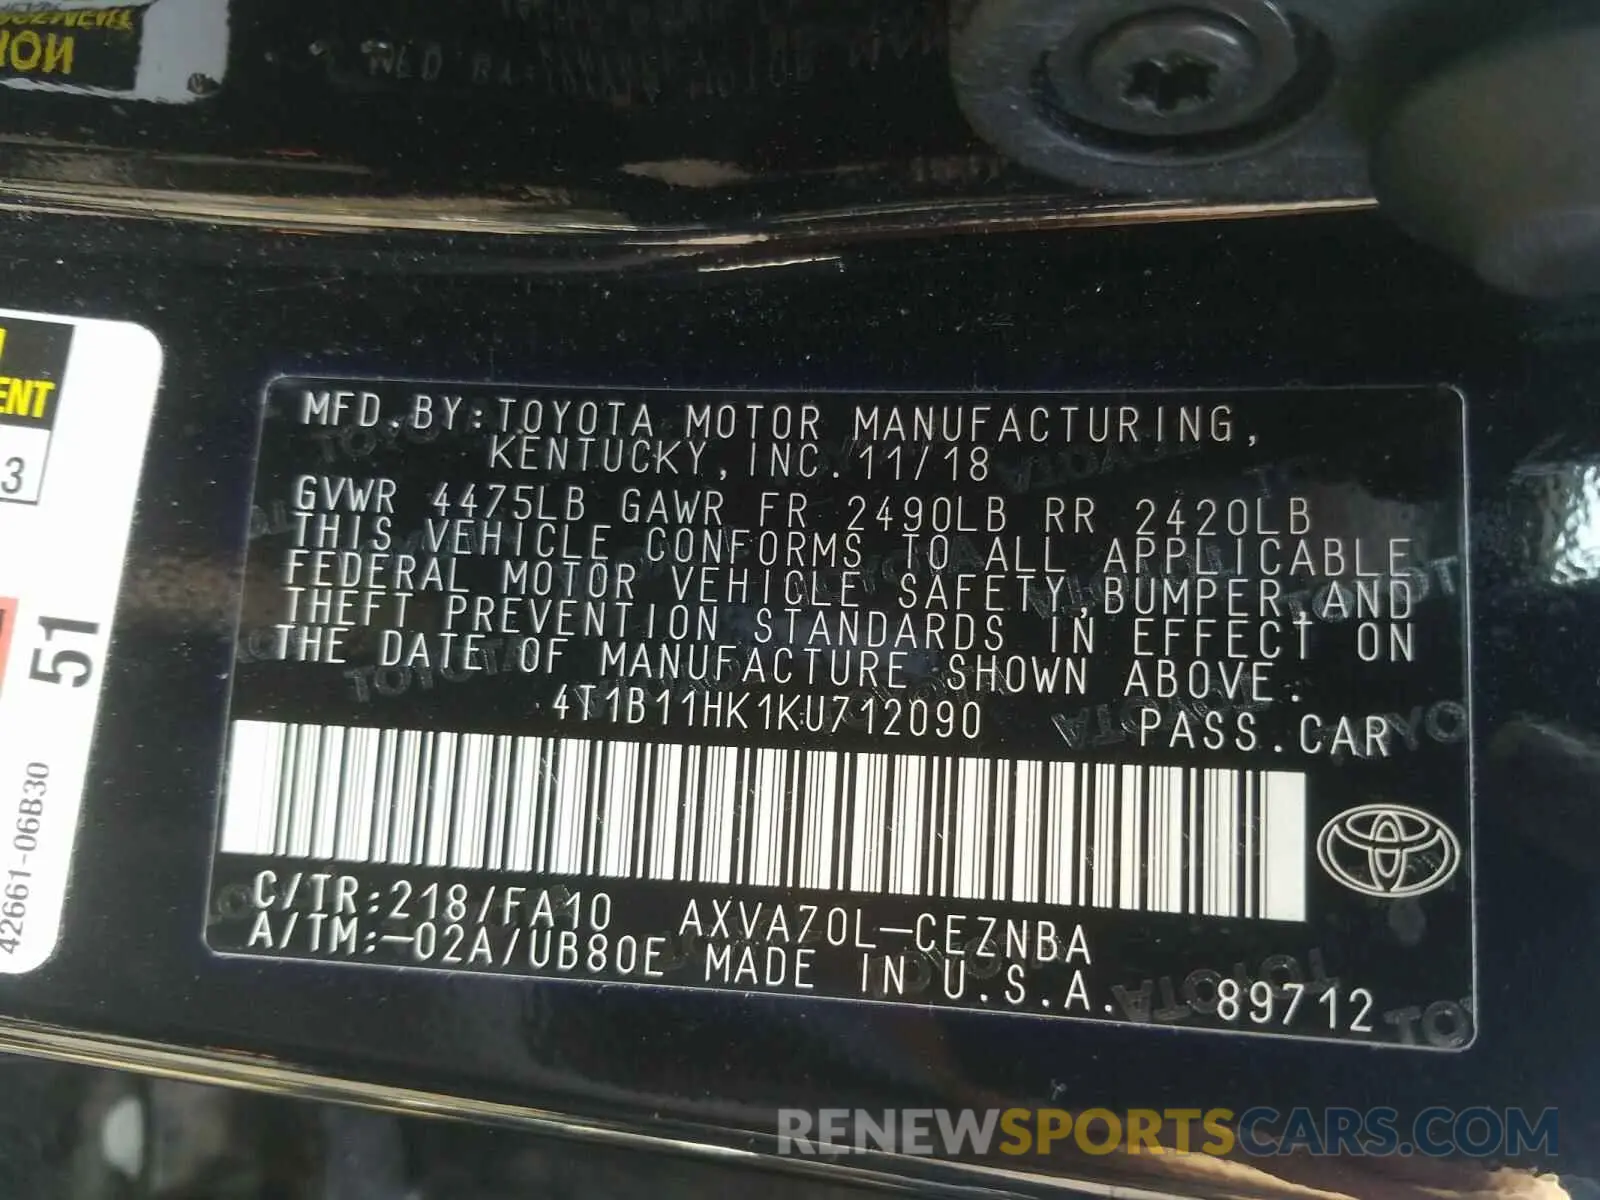 MFD. BY: TOYOTA MOTOR MANUFACTURING,
KENTUCKY, INC. 11/18
GVWR 4475LB GAWR FR 2490LB RR 2420LB
THIS VEHICLE CONFORMS TO ALL APPLICABLE
FEDERAL MOTOR VEHICLE SAFETY, BUMPER, AND
THEFT PREVENTION STANDARDS IN EFFECT ON
THE DATE OF MANUFACTURE SHOWN ABOVE.
4T1B11HK1KU712090 PASS. CAR
C/TR:218/FA10 AXVA70L-CEZNBA
A/TM:-02A/UB80E MADE IN U.S.A. 89712
ENT
3
51
42661-06B30
RENEWSPORTSCARS.COM